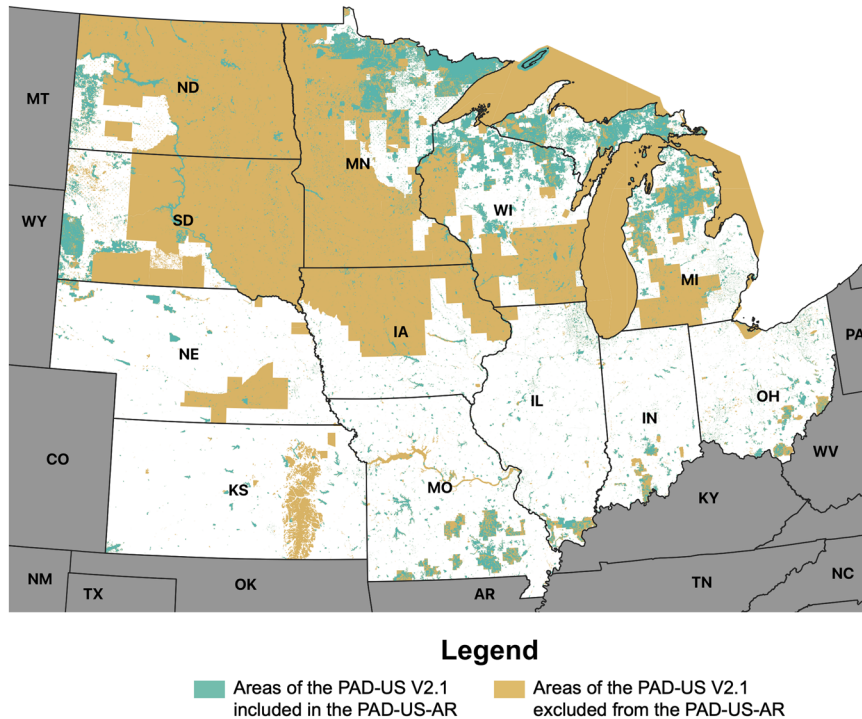 MT
ND
MN
WY
SD
WI
MI
IA
NE
PA
IL
IN
OH
CO
WV
KS
MO
KY
NM
TX
OK
AR
TN
NC
Legend
Areas of the PAD-US V2.1
included in the PAD-US-AR
Areas of the PAD-US V2.1
excluded from the PAD-US-AR